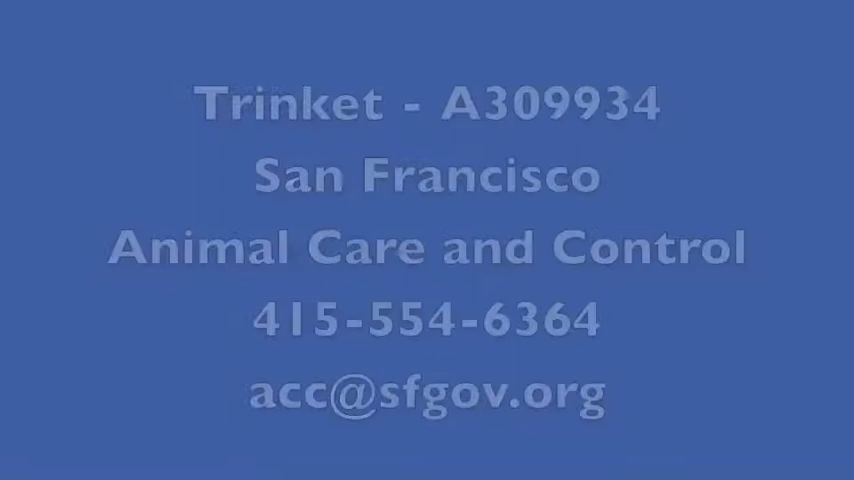 Trinket - A309934
San Francisco
Animal Care and Control
415-554-6364
acc@sfgov.org